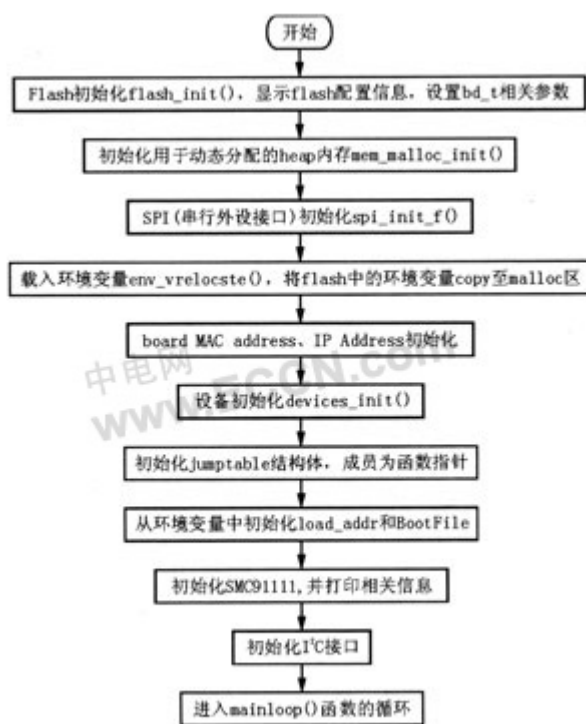 开始
Flash初始化flash_init(), 显示flash配置信息, 设置bd_t相关参数
初始化用于动态分配的heap内存mem_malloc_init()
SPI(串行外设接口)初始化spi_init_f()
载入环境变量env_vrelocste(), 将flash中的环境变量copy至malloc区
board MAC address、IP Address初始化
中电网
www.ECCN.com
设备初始化devices_init()
初始化jumptable结构体, 成员为函数指针
从环境变量中初始化load_addr和BootFile
初始化SMC91111,并打印相关信息
初始化I²C接口
进入mainloop()函数的循环